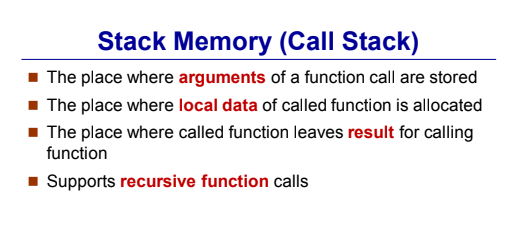 Stack Memory (Call Stack)
The place where arguments of a function call are stored
The place where local data of called function is allocated
The place where called function leaves result for calling
function
Supports recursive function calls